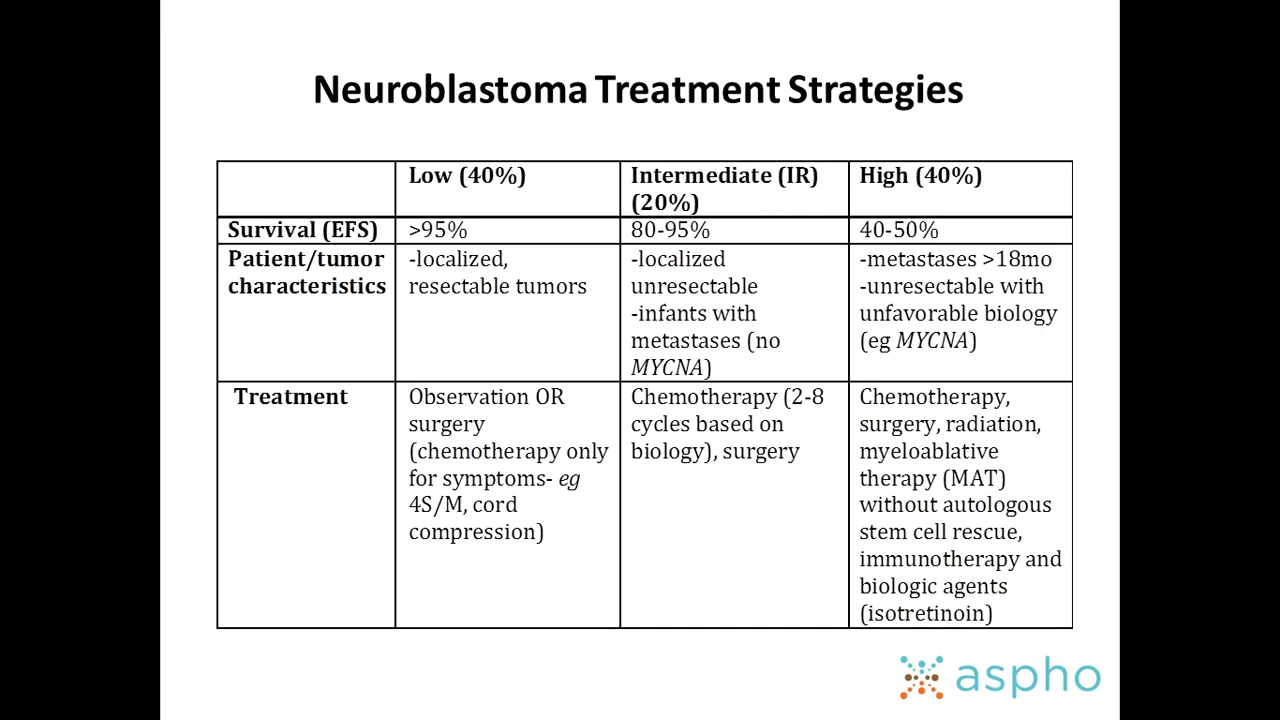 Neuroblastoma Treatment Strategies
Low (40%)
Intermediate (IR)
(20%)
High (40%)
Survival (EFS)
>95%
80-95%
40-50%
Patient/tumor
characteristics
-localized,
resectable tumors
-localized
unresectable
-infants with
metastases (no
MYCNA)
-metastases >18mo
-unresectable with
unfavorable biology
(eg MYCNA)
Treatment
Observation OR
surgery
(chemotherapy only
for symptoms- eg
4S/M, cord
compression)
Chemotherapy (2-8
cycles based on
biology), surgery
Chemotherapy,
surgery, radiation,
myeloablative
therapy (MAT)
without autologous
stem cell rescue,
immunotherapy and
biologic agents
(isotretinoin)
aspho